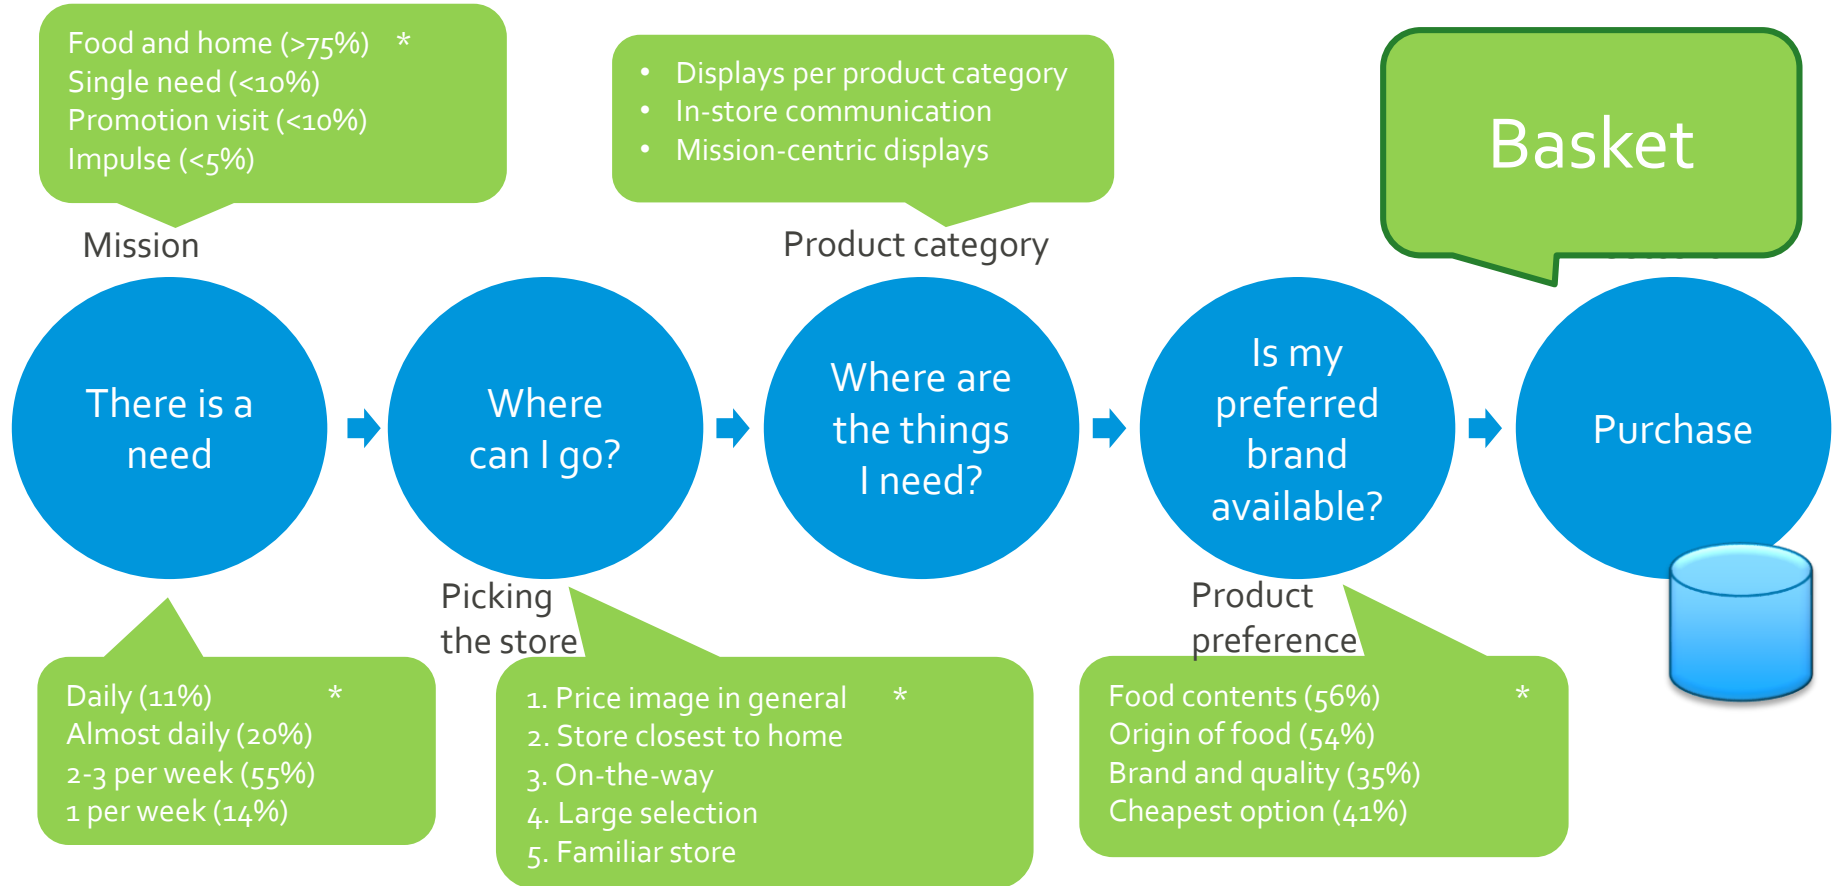 Food and home (>75%) *
Single need (<10%)
Promotion visit (<10%)
Impulse (<5%)
• Displays per product category
• In-store communication
• Mission-centric displays
Basket
Mission
Product category
There is a
need
Where
can I go?
Where are
the things
I need?
Is my
preferred
brand
available?
Purchase
Picking
the store
Product
preference
Daily (11%) *
Almost daily (20%)
2-3 per week (55%)
1 per week (14%)
1. Price image in general *
2. Store closest to home
3. On-the-way
4. Large selection
5. Familiar store
Food contents (56%) *
Origin of food (54%)
Brand and quality (35%)
Cheapest option (41%)